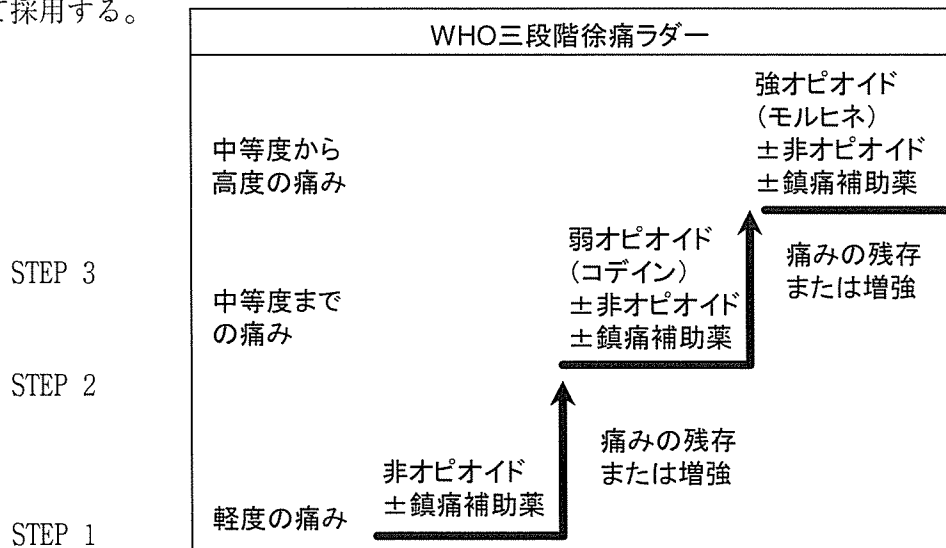 て採用する。
WHO三段階徐痛ラダー
強オピオイド
(モルヒネ)
±非オピオイド
±鎮痛補助薬
中等度から
高度の痛み
痛みの残存
または増強
STEP 3
弱オピオイド
(コデイン)
±非オピオイド
±鎮痛補助薬
中等度まで
の痛み
STEP 2
痛みの残存
または増強
非オピオイド
±鎮痛補助薬
軽度の痛み
STEP 1